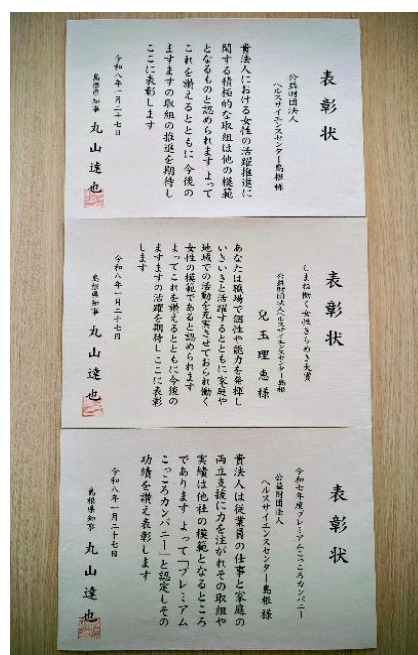 表彰状
公益財団法人
ヘルスサイエンスセンター島根様
貴法人における女性の活躍推進に
関する積極的な取組は他の模範
となるものと認められます よって
これを讃えるとともに 今後の
ますますの取組の推進を期待し
ここに表彰します
令和八年一月二十七日
島根県知事 丸山達也
表彰状
しまね働く女性きらめき大賞
公益財団法人ヘルスサイエンスセンター島根
児玉理恵様
あなたは職場で個性や能力を発揮し
いきいきと活躍するとともに家庭や
地域での活動を充実させておられ働く
女性の模範であると認められます
よってこれを讃えるとともに今後の
ますますの活躍を期待しここに表彰
します
令和八年一月二十七日
島根県知事 丸山達也
表彰状
令和七年度プレミアムこっころカンパニー
公益財団法人
ヘルスサイエンスセンター島根様
貴法人は従業員の仕事と家庭の
両立支援に力を注がれその取組や
実績は他社の模範となるところ
であります よって「プレミアム
こっころカンパニー」と認定しその
功績を讃え表彰します
令和八年一月二十七日
島根県知事 丸山達也